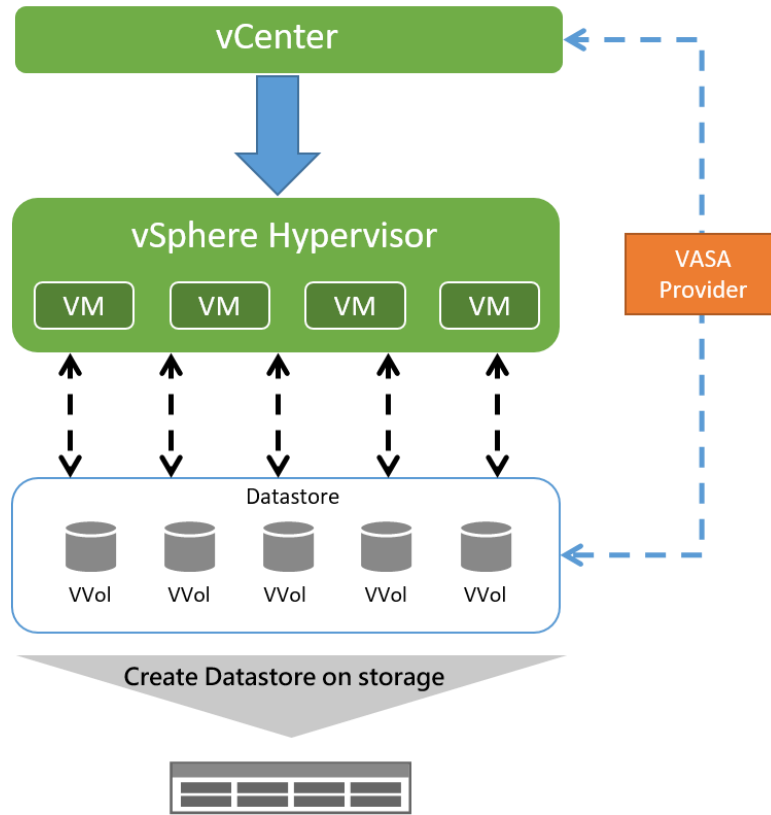 vCenter
vSphere Hypervisor
VM VM VM VM
VASA
Provider
Datastore
VVol VVol VVol VVol VVol
Create Datastore on storage